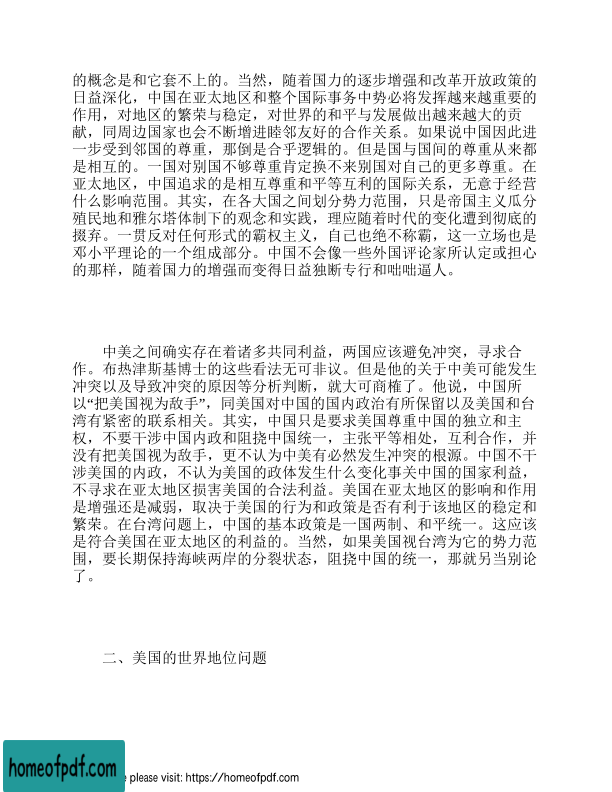 的概念是和它套不上的。当然，随着国力的逐步增强和改革开放政策的
日益深化，中国在亚太地区和整个国际事务中势必将发挥越来越重要的
作用，对地区的繁荣与稳定，对世界的和平与发展做出越来越大的贡
献，同周边国家也会不断增进睦邻友好的合作关系。如果说中国因此进
一步受到邻国的尊重，那倒是合乎逻辑的。但是国与国间的尊重从来都
是相互的。一国对别国不够尊重肯定换不来别国对自己的更多尊重。在
亚太地区，中国追求的是相互尊重和平等互利的国际关系，无意于经营
什么影响范围。其实，在各大国之间划分势力范围，只是帝国主义瓜分
殖民地和雅尔塔体制下的观念和实践，理应随着时代的变化遭到彻底的
掇弃。一贯反对任何形式的霸权主义，自己也绝不称霸，这一立场也是
邓小平理论的一个组成部分。中国不会像一些外国评论家所认定或担心
的那样，随着国力的增强而变得日益独断专行和咄咄逼人。
中美之间确实存在着诸多共同利益，两国应该避免冲突，寻求合
作。布热津斯基博士的这些看法无可非议。但是他的关于中美可能发生
冲突以及导致冲突的原因等分析判断，就大可商榷了。他说，中国所
以“把美国视为敌手”，同美国对中国的国内政治有所保留以及美国和台
湾有紧密的联系相关。其实，中国只是要求美国尊重中国的独立和主
权，不要干涉中国内政和阻挠中国统一，主张平等相处，互利合作，并
没有把美国视为敌手，更不认为中美有必然发生冲突的根源。中国不干
涉美国的内政，不认为美国的政体发生什么变化事关中国的国家利益，
不寻求在亚太地区损害美国的合法利益。美国在亚太地区的影响和作用
是增强还是减弱，取决于美国的行为和政策是否有利于该地区的稳定和
繁荣。在台湾问题上，中国的基本政策是一国两制、和平统一。这应该
是符合美国在亚太地区的利益的。当然，如果美国视台湾为它的势力范
围，要长期保持海峡两岸的分裂状态，阻挠中国的统一，那就另当别论
了。
二、美国的世界地位问题
homeofpdf.com
please visit: https://homeofpdf.com